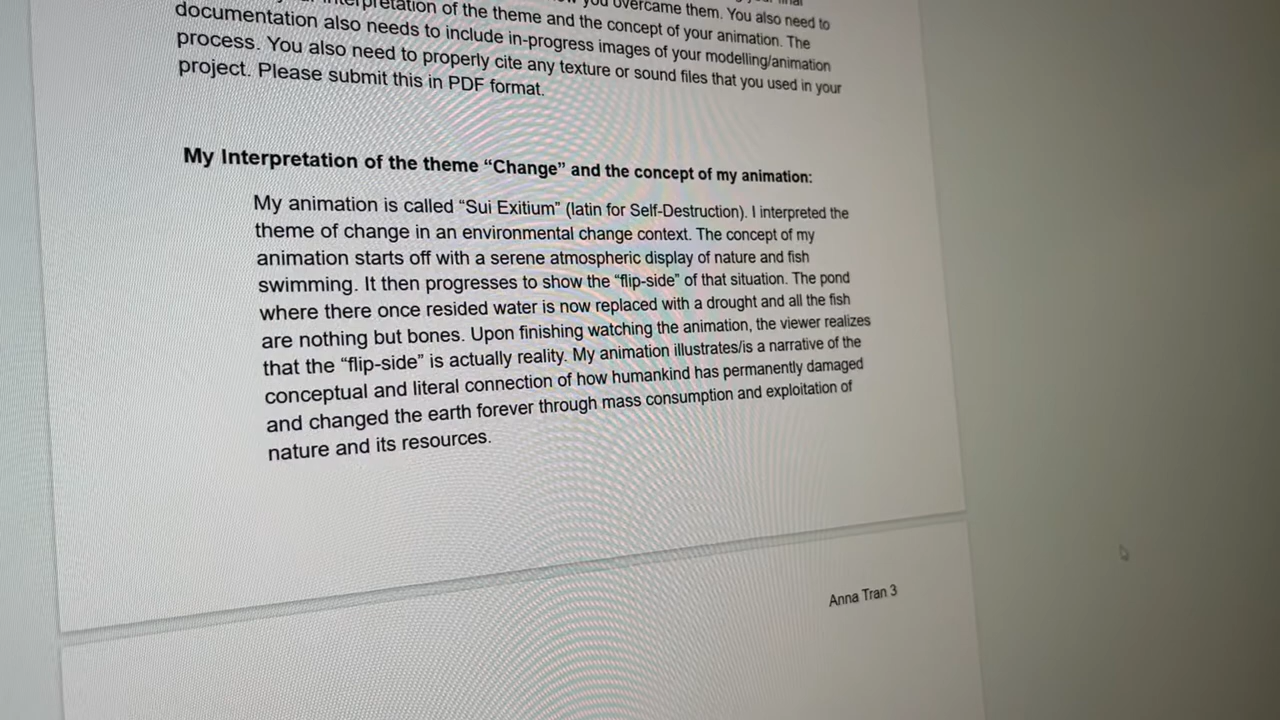 you overcame them. You also need to
interpretation of the theme and the concept of your animation. The
documentation also needs to include in-progress images of your modelling/animation
process. You also need to properly cite any texture or sound files that you used in your
project. Please submit this in PDF format.
My Interpretation of the theme “Change” and the concept of my animation:
My animation is called “Sui Exitium” (latin for Self-Destruction). I interpreted the
theme of change in an environmental change context. The concept of my
animation starts off with a serene atmospheric display of nature and fish
swimming. It then progresses to show the “flip-side” of that situation. The pond
where there once resided water is now replaced with a drought and all the fish
are nothing but bones. Upon finishing watching the animation, the viewer realizes
that the “flip-side” is actually reality. My animation illustrates/is a narrative of the
conceptual and literal connection of how humankind has permanently damaged
and changed the earth forever through mass consumption and exploitation of
nature and its resources.
Anna Tran 3